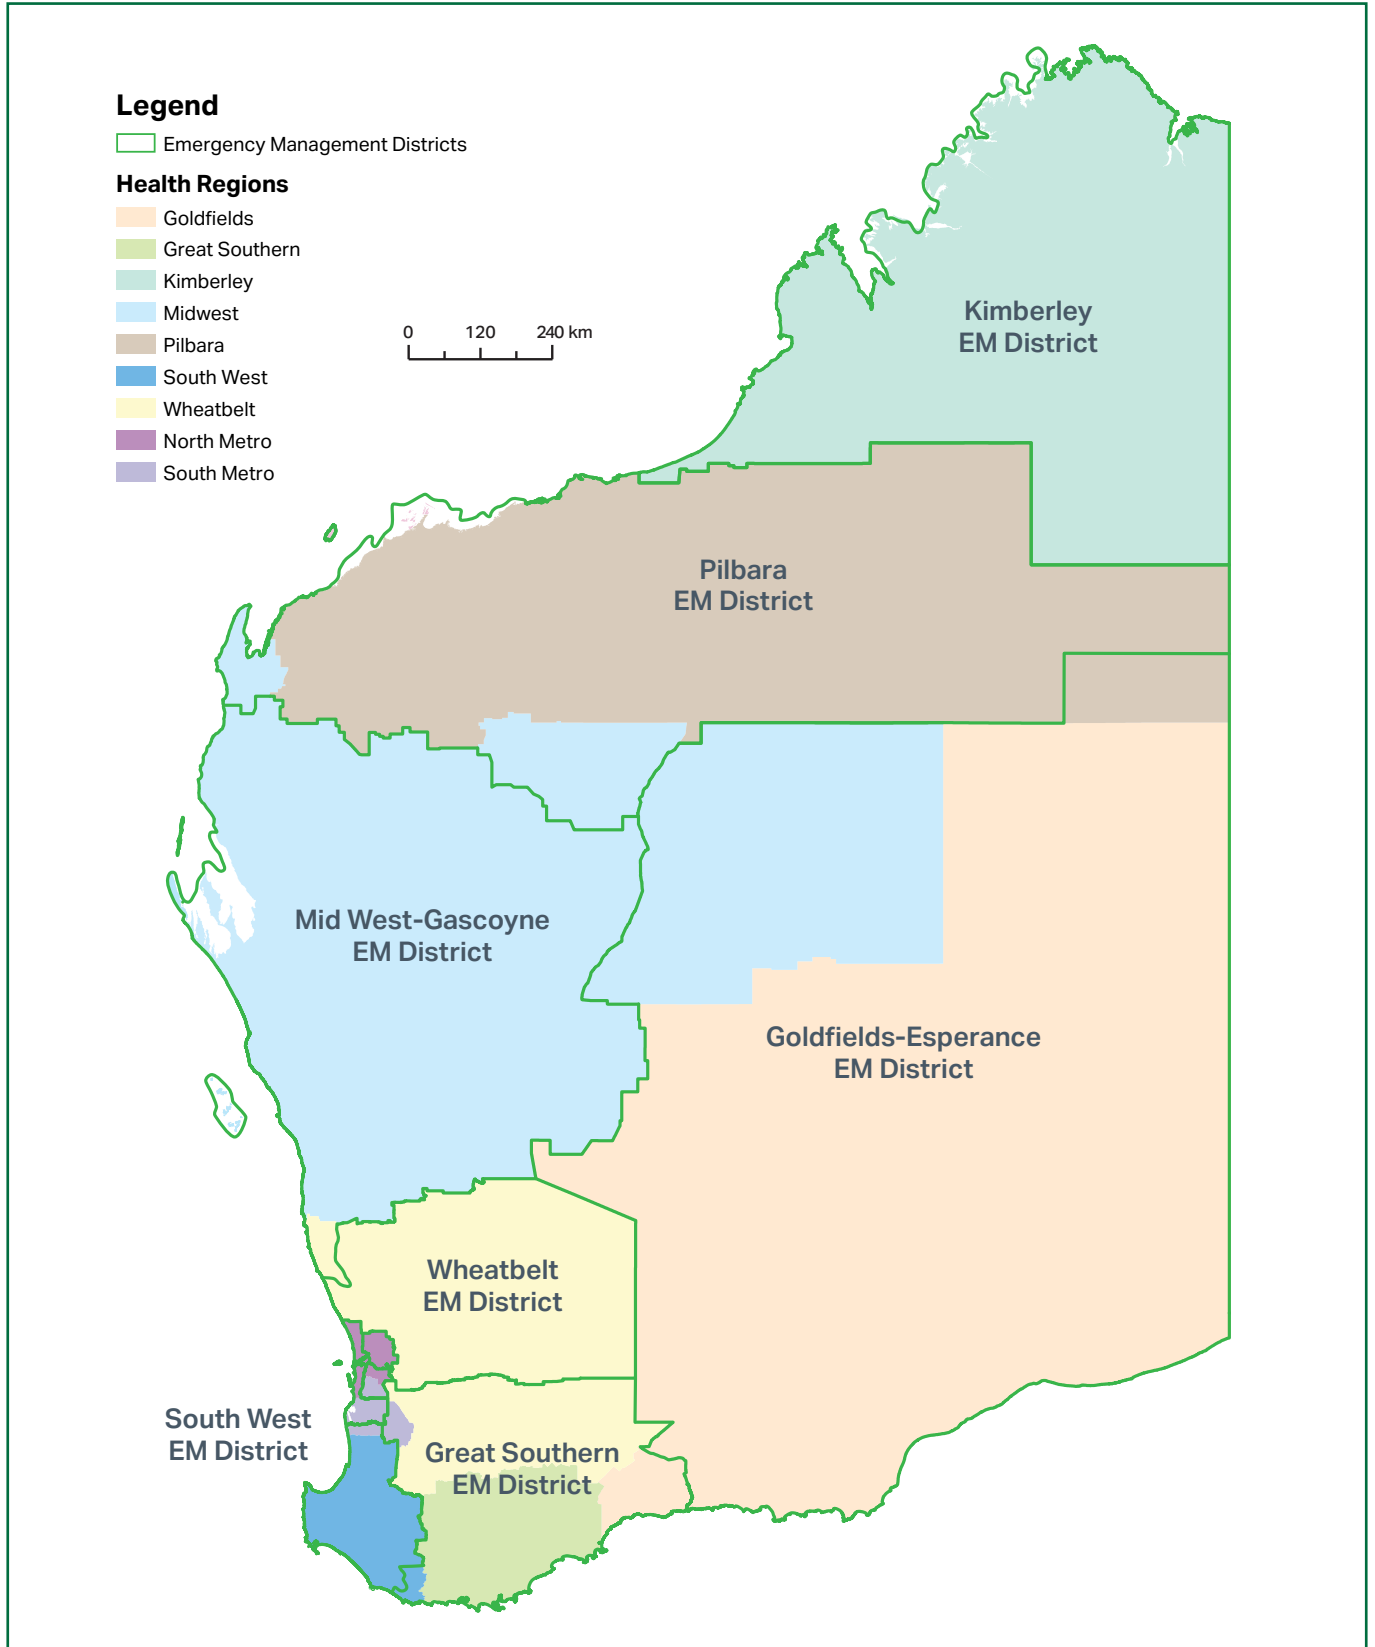 Legend
Emergency Management Districts
Health Regions
Goldfields
Great Southern
Kimberley
Midwest
Pilbara
South West
Wheatbelt
North Metro
South Metro
0 120 240 km
Kimberley
EM District
Pilbara
EM District
Mid West-Gascoyne
EM District
Goldfields-Esperance
EM District
Wheatbelt
EM District
South West
EM District
Great Southern
EM District